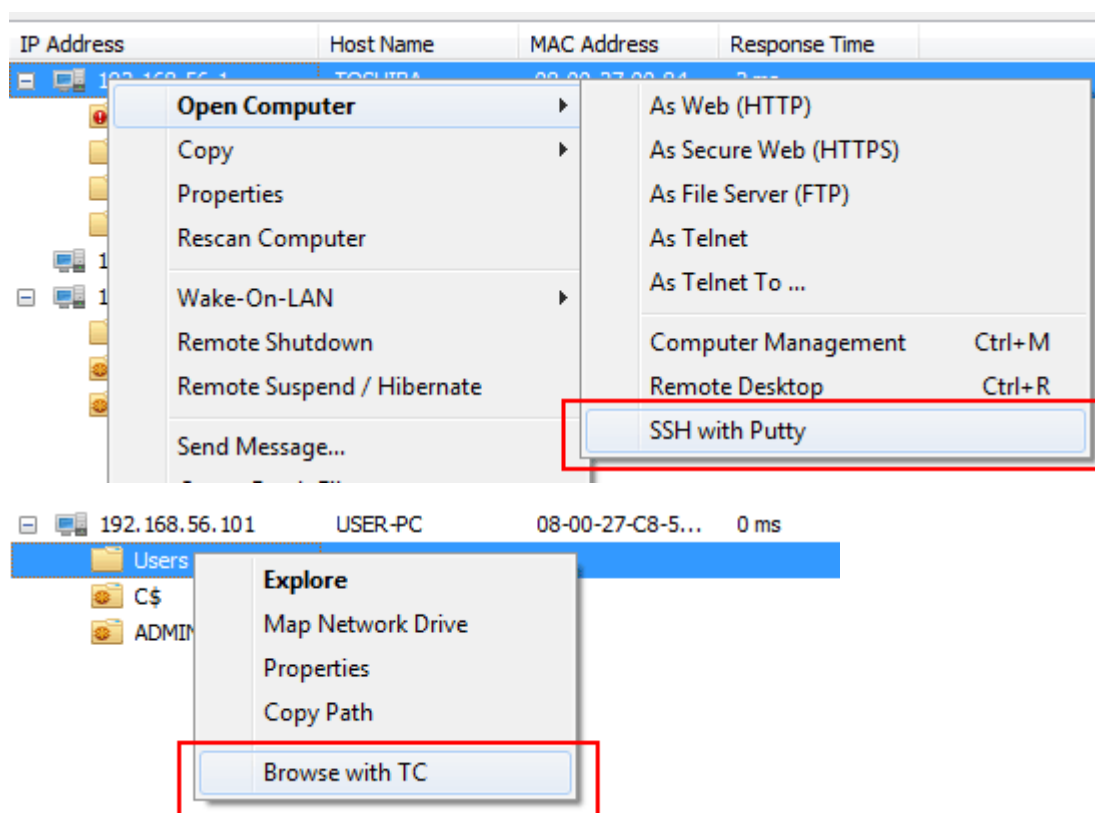 IP Address Host Name MAC Address Response Time
Open Computer As Web (HTTP)
Copy As Secure Web (HTTPS)
Properties As File Server (FTP)
Rescan Computer As Telnet
1 As Telnet To ...
1 Wake-On-LAN
Remote Shutdown Computer Management Ctrl+M
Remote Suspend / Hibernate Remote Desktop Ctrl+R
SSH with Putty
Send Message...
192.168.56.101 USER-PC 08-00-27-C8-5... 0 ms
Users
Explore
C$
Map Network Drive
ADMIN
Properties
Copy Path
Browse with TC